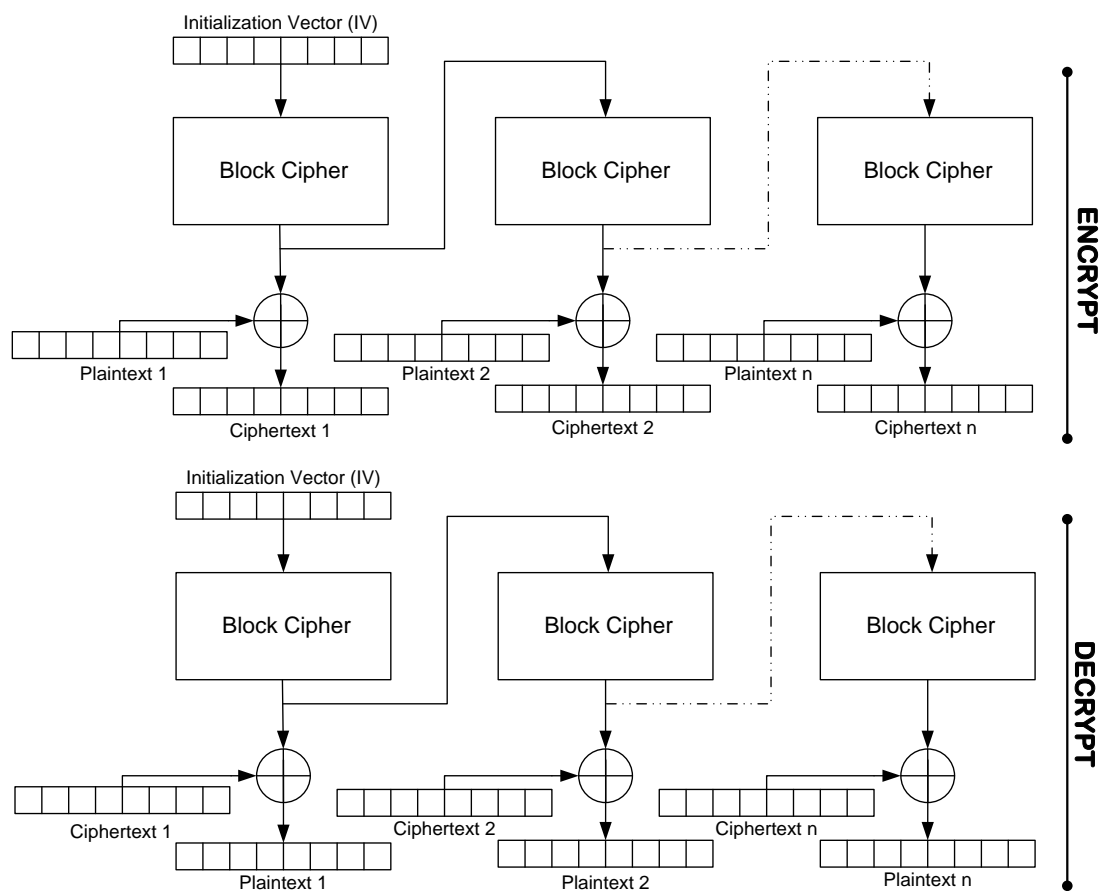 Initialization Vector (IV)
Block Cipher
Block Cipher
Block Cipher
ENCRYPT
Plaintext 1
Plaintext 2
Plaintext n
Ciphertext 1
Ciphertext 2
Ciphertext n
Initialization Vector (IV)
Block Cipher
Block Cipher
Block Cipher
DECRYPT
Ciphertext 1
Ciphertext 2
Ciphertext n
Plaintext 1
Plaintext 2
Plaintext n